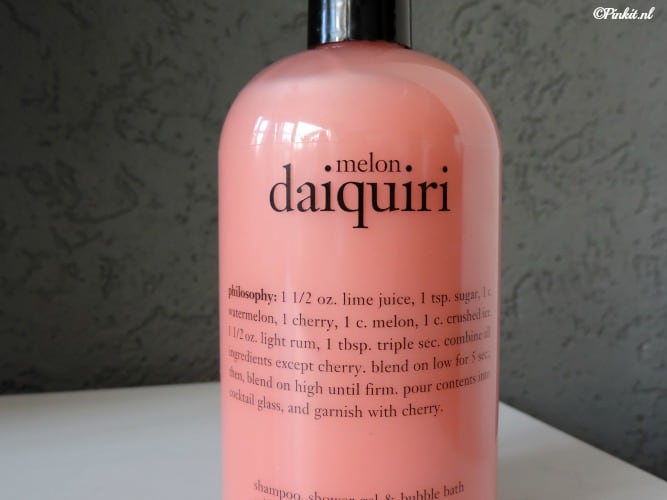 ©Pinkit.nl
melon
daiquiri
philosophy: 1 1/2 oz. lime juice, 1 tsp. sugar, 1 c.
watermelon, 1 cherry, 1 c. melon, 1 c. crushed ice,
1 1/2 oz. light rum, 1 tbsp. triple sec. combine all
ingredients except cherry. blend on low for 5 sec.,
then, blend on high until firm. pour contents into
cocktail glass, and garnish with cherry.
shampoo, shower gel & bubble bath